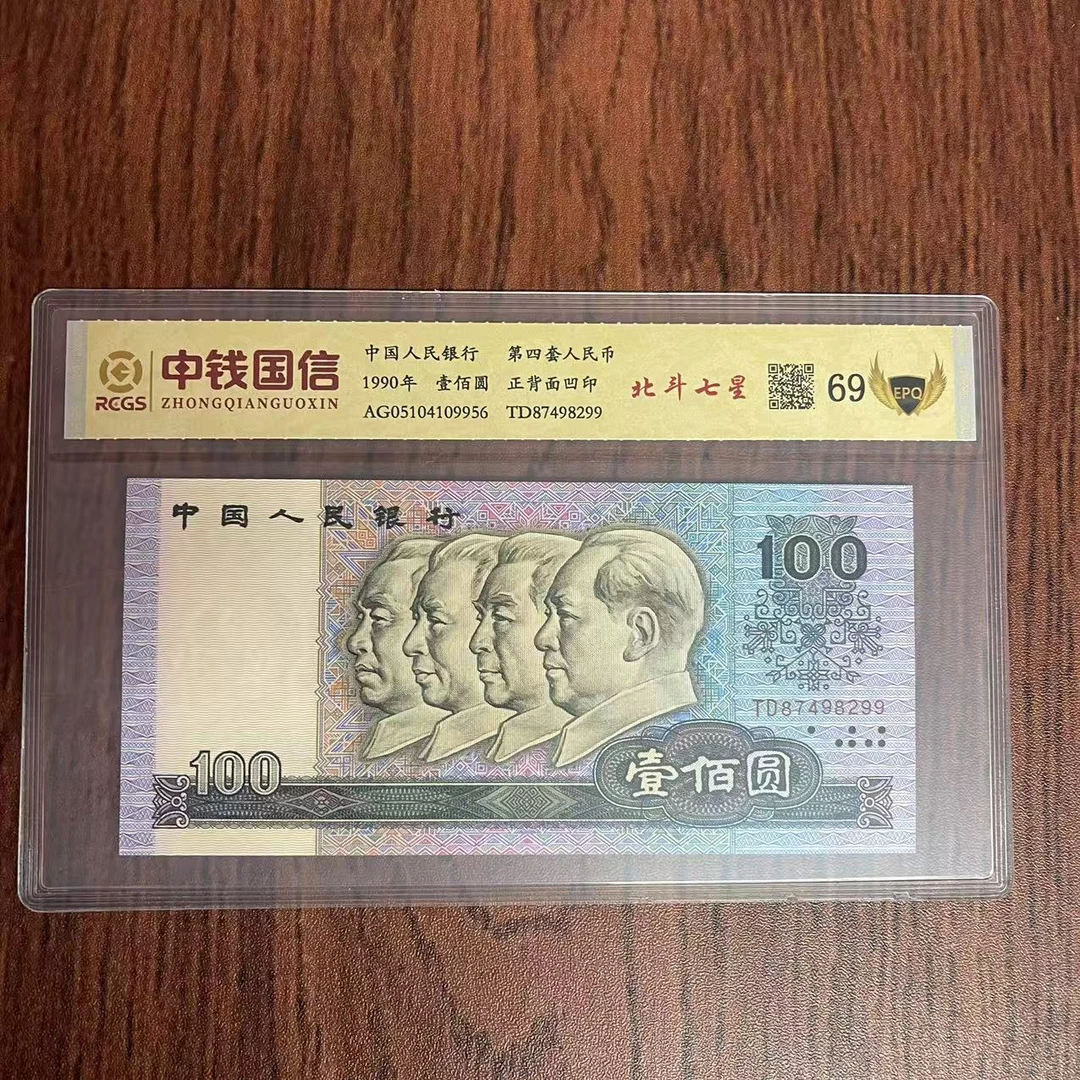 RCGS
中钱国信
ZHONGQIANGUOXIN
中国人民银行 第四套人民币
1990年 壹佰圆 正背面凹印
AG05104109956 TD87498299
北斗七星
69
EPQ
中国人民银行
100
TD87498299
100
壹佰圆